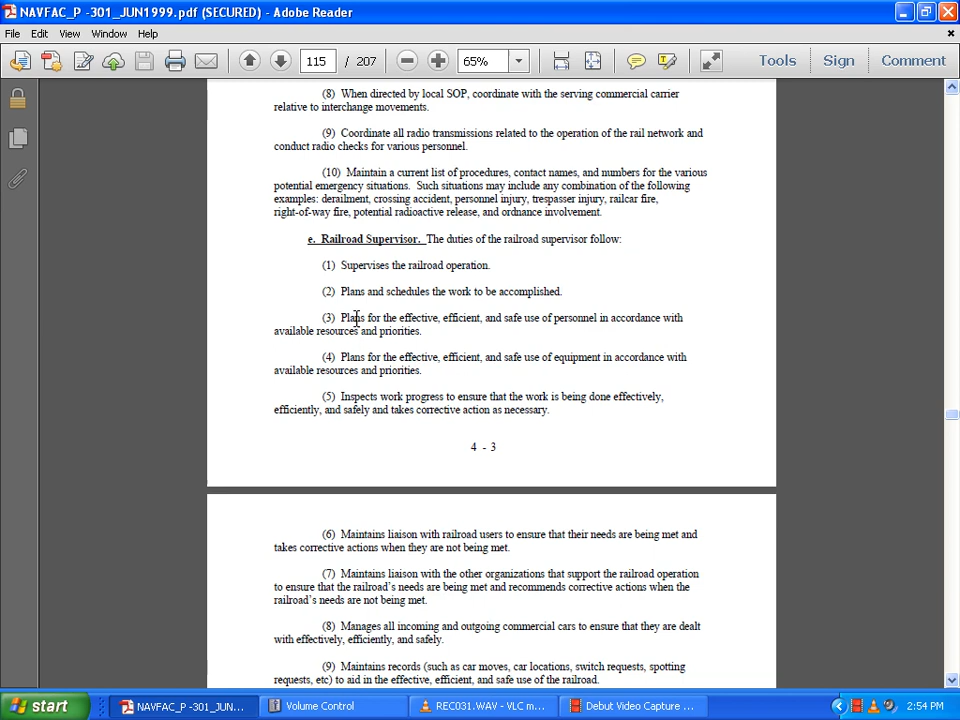 NAVFAC_P -301_JUN1999.pdf (SECURED) - Adobe Reader
File Edit View Window Help
115 / 207 65% Tools Sign Comment
(8) When directed by local SOP, coordinate with the serving commercial carrier
relative to interchange movements.
(9) Coordinate all radio transmissions related to the operation of the rail network and
conduct radio checks for various personnel.
(10) Maintain a current list of procedures, contact names, and numbers for the various
potential emergency situations. Such situations may include any combination of the following
examples: derailment, crossing accident, personnel injury, trespasser injury, railcar fire,
right-of-way fire, potential radioactive release, and ordnance involvement.
e. Railroad Supervisor. The duties of the railroad supervisor follow:
(1) Supervises the railroad operation.
(2) Plans and schedules the work to be accomplished.
(3) Plans for the effective, efficient, and safe use of personnel in accordance with
available resources and priorities.
(4) Plans for the effective, efficient, and safe use of equipment in accordance with
available resources and priorities.
(5) Inspects work progress to ensure that the work is being done effectively,
efficiently, and safely and takes corrective action as necessary.
4 - 3
(6) Maintains liaison with railroad users to ensure that their needs are being met and
takes corrective actions when they are not being met.
(7) Maintains liaison with the other organizations that support the railroad operation
to ensure that the railroad's needs are being met and recommends corrective actions when the
railroad's needs are not being met.
(8) Manages all incoming and outgoing commercial cars to ensure that they are dealt
with effectively, efficiently, and safely.
(9) Maintains records (such as car moves, car locations, switch requests, spotting
requests, etc) to aid in the effective, efficient, and safe use of the railroad.
start NAVFAC_P -301_JUN... Volume Control REC031.WAV - VLC m... Debut Video Capture ... 2:54 PM